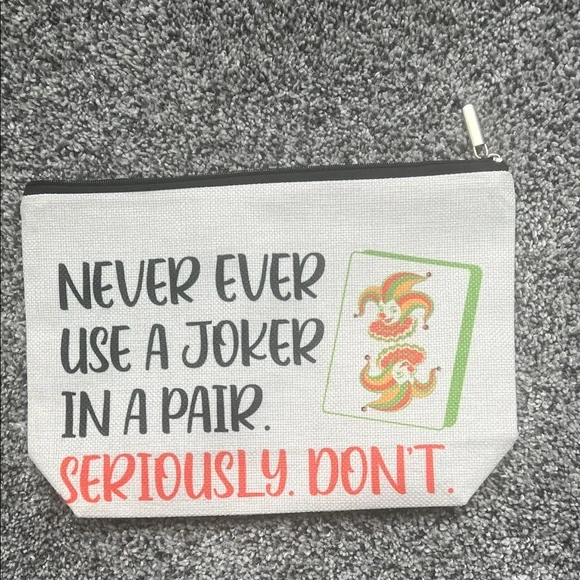 NEVER EVER
USE A JOKER
IN A PAIR.
SERIOUSLY. DON'T.